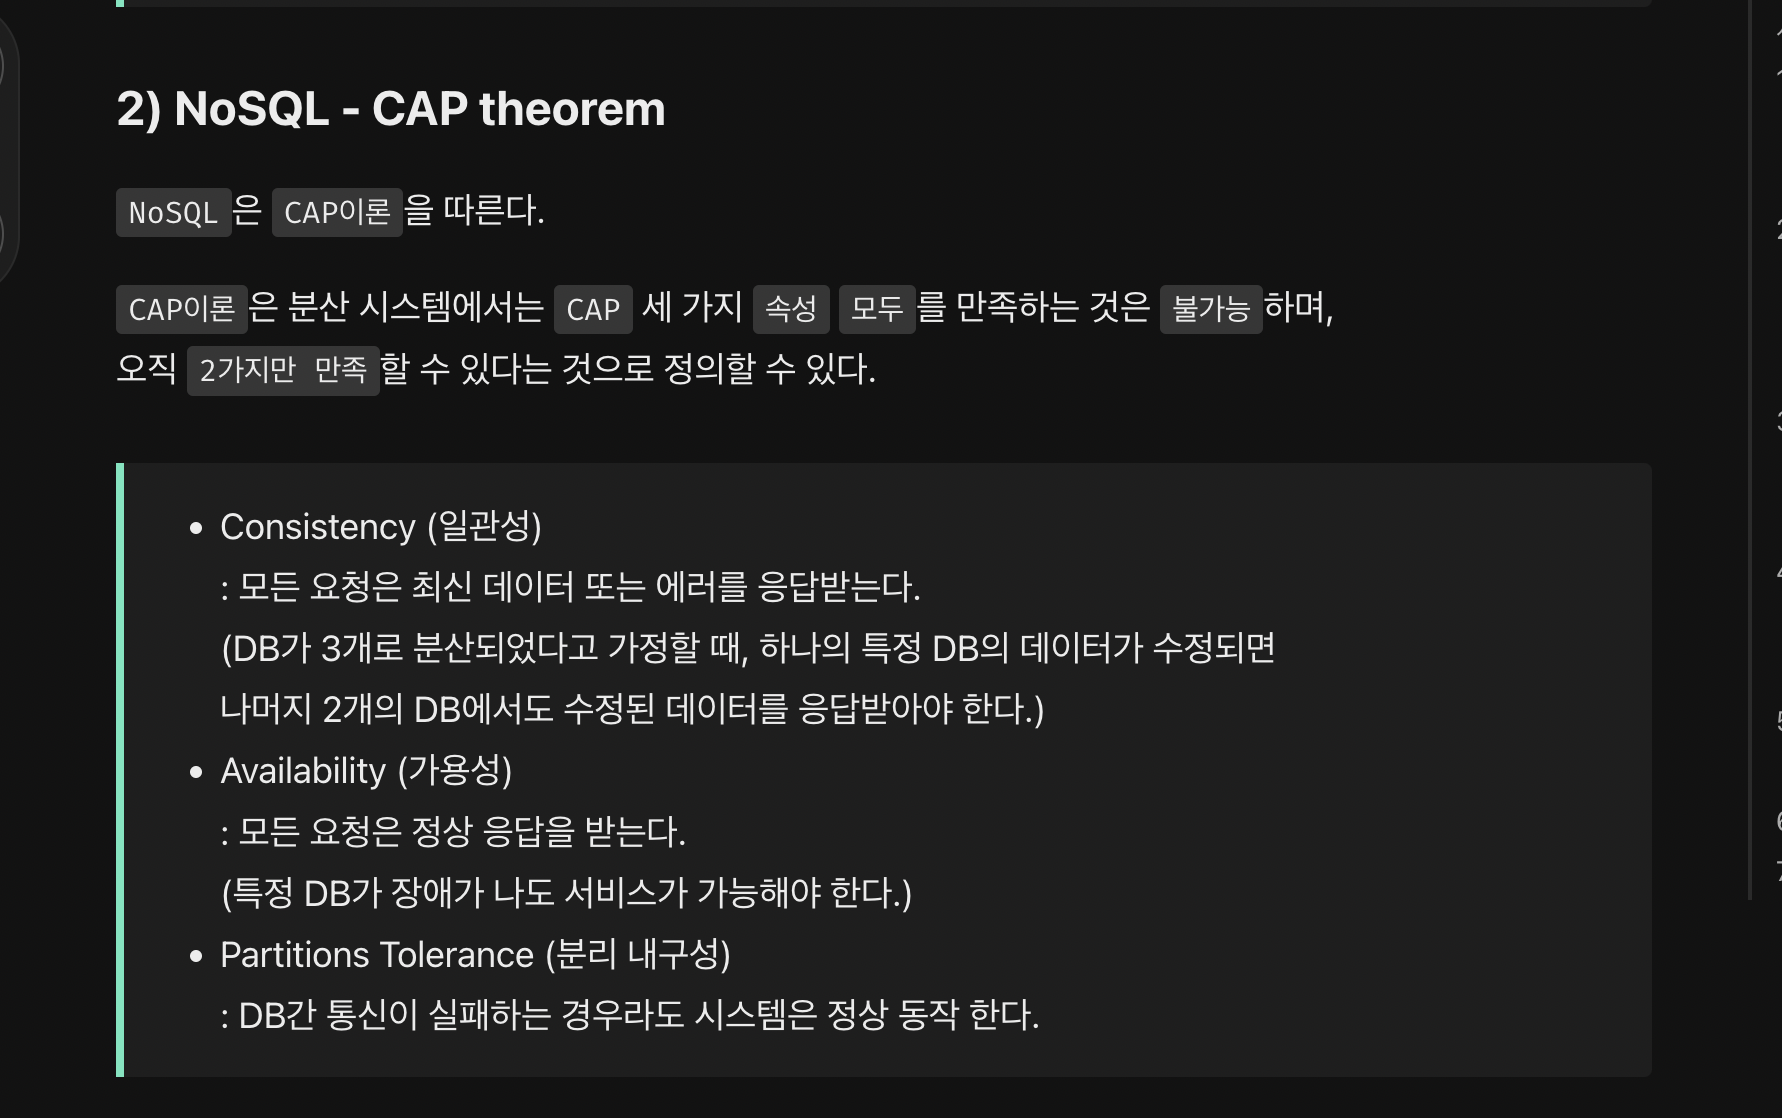 2) NoSQL - CAP theorem
NoSQL은 CAP이론을 따른다.
CAP이론은 분산 시스템에서는 CAP 세 가지 속성 모두를 만족하는 것은 불가능하며,
오직 2가지만 만족할 수 있다는 것으로 정의할 수 있다.
• Consistency (일관성)
: 모든 요청은 최신 데이터 또는 에러를 응답받는다.
(DB가 3개로 분산되었다고 가정할 때, 하나의 특정 DB의 데이터가 수정되면
나머지 2개의 DB에서도 수정된 데이터를 응답받아야 한다.)
• Availability (가용성)
: 모든 요청은 정상 응답을 받는다.
(특정 DB가 장애가 나도 서비스가 가능해야 한다.)
• Partitions Tolerance (분리 내구성)
: DB간 통신이 실패하는 경우라도 시스템은 정상 동작 한다.